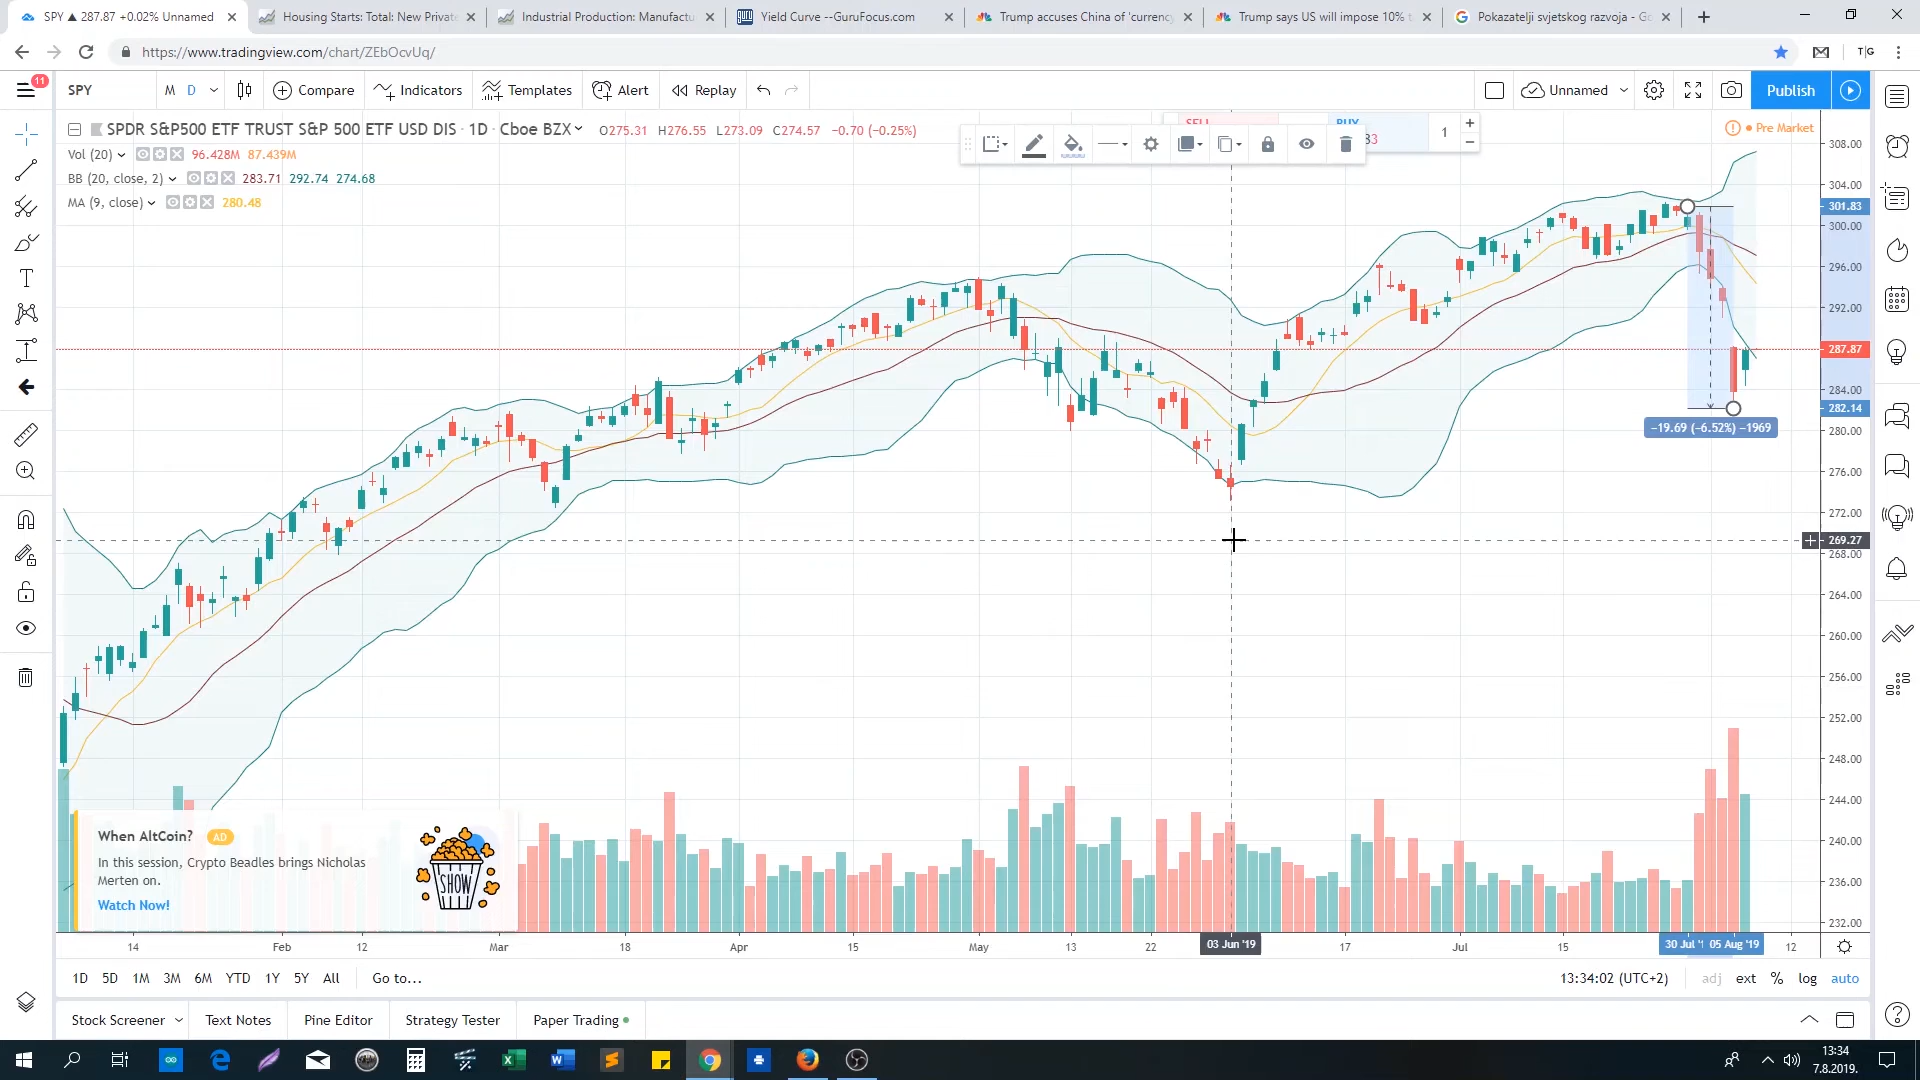 SPY ▲ 287.87 +0.02% Unnamed
Housing Starts: Total: New Private
Industrial Production: Manufactu
Yield Curve --GuruFocus.com
Trump accuses China of 'currency
Trump says US will impose 10% t
Pokazatelji svjetskog razvoja - Go
https://www.tradingview.com/chart/ZEbOcvUq/
T|G
11
SPY
M
D
Compare
Indicators
Templates
Alert
Replay
Unnamed
Publish
SPDR S&P500 ETF TRUST S&P 500 ETF USD DIS · 1D · Cboe BZX
O275.31 H276.55 L273.09 C274.57 −0.70 (−0.25%)
SELL
BUY
1
Pre Market
Vol (20) 96.428M 87.439M
BB (20, close, 2) 283.71 292.74 274.68
MA (9, close) 280.48
308.00
304.00
301.83
300.00
296.00
292.00
287.87
284.00
282.14
−19.69 (−6.52%) −1969
280.00
276.00
272.00
269.27
268.00
264.00
260.00
256.00
252.00
248.00
244.00
240.00
236.00
232.00
When AltCoin? AD
In this session, Crypto Beadles brings Nicholas
Merten on.
Watch Now!
SHOW
14 Feb 12 Mar 18 Apr 15 May 13 22 03 Jun '19 17 Jul 15 30 Jul '1 05 Aug '19 12
1D 5D 1M 3M 6M YTD 1Y 5Y All Go to...
13:34:02 (UTC+2) adj ext % log auto
Stock Screener Text Notes Pine Editor Strategy Tester Paper Trading
13:34
7.8.2019.